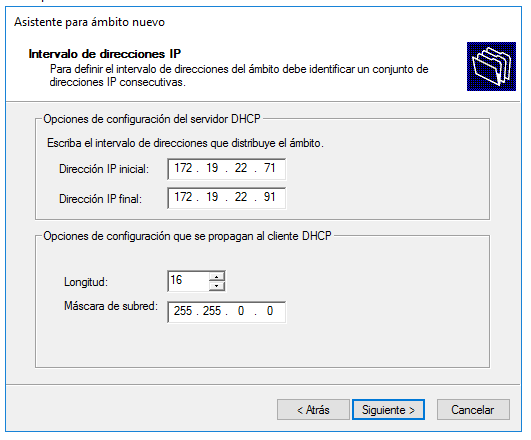 Asistente para ámbito nuevo
Intervalo de direcciones IP
Para definir el intervalo de direcciones del ámbito debe identificar un conjunto de
direcciones IP consecutivas.
Opciones de configuración del servidor DHCP
Escriba el intervalo de direcciones que distribuye el ámbito.
Dirección IP inicial: 172 . 19 . 22 . 71
Dirección IP final: 172 . 19 . 22 . 91
Opciones de configuración que se propagan al cliente DHCP
Longitud: 16
Máscara de subred: 255 . 255 . 0 . 0
< Atrás Siguiente > Cancelar